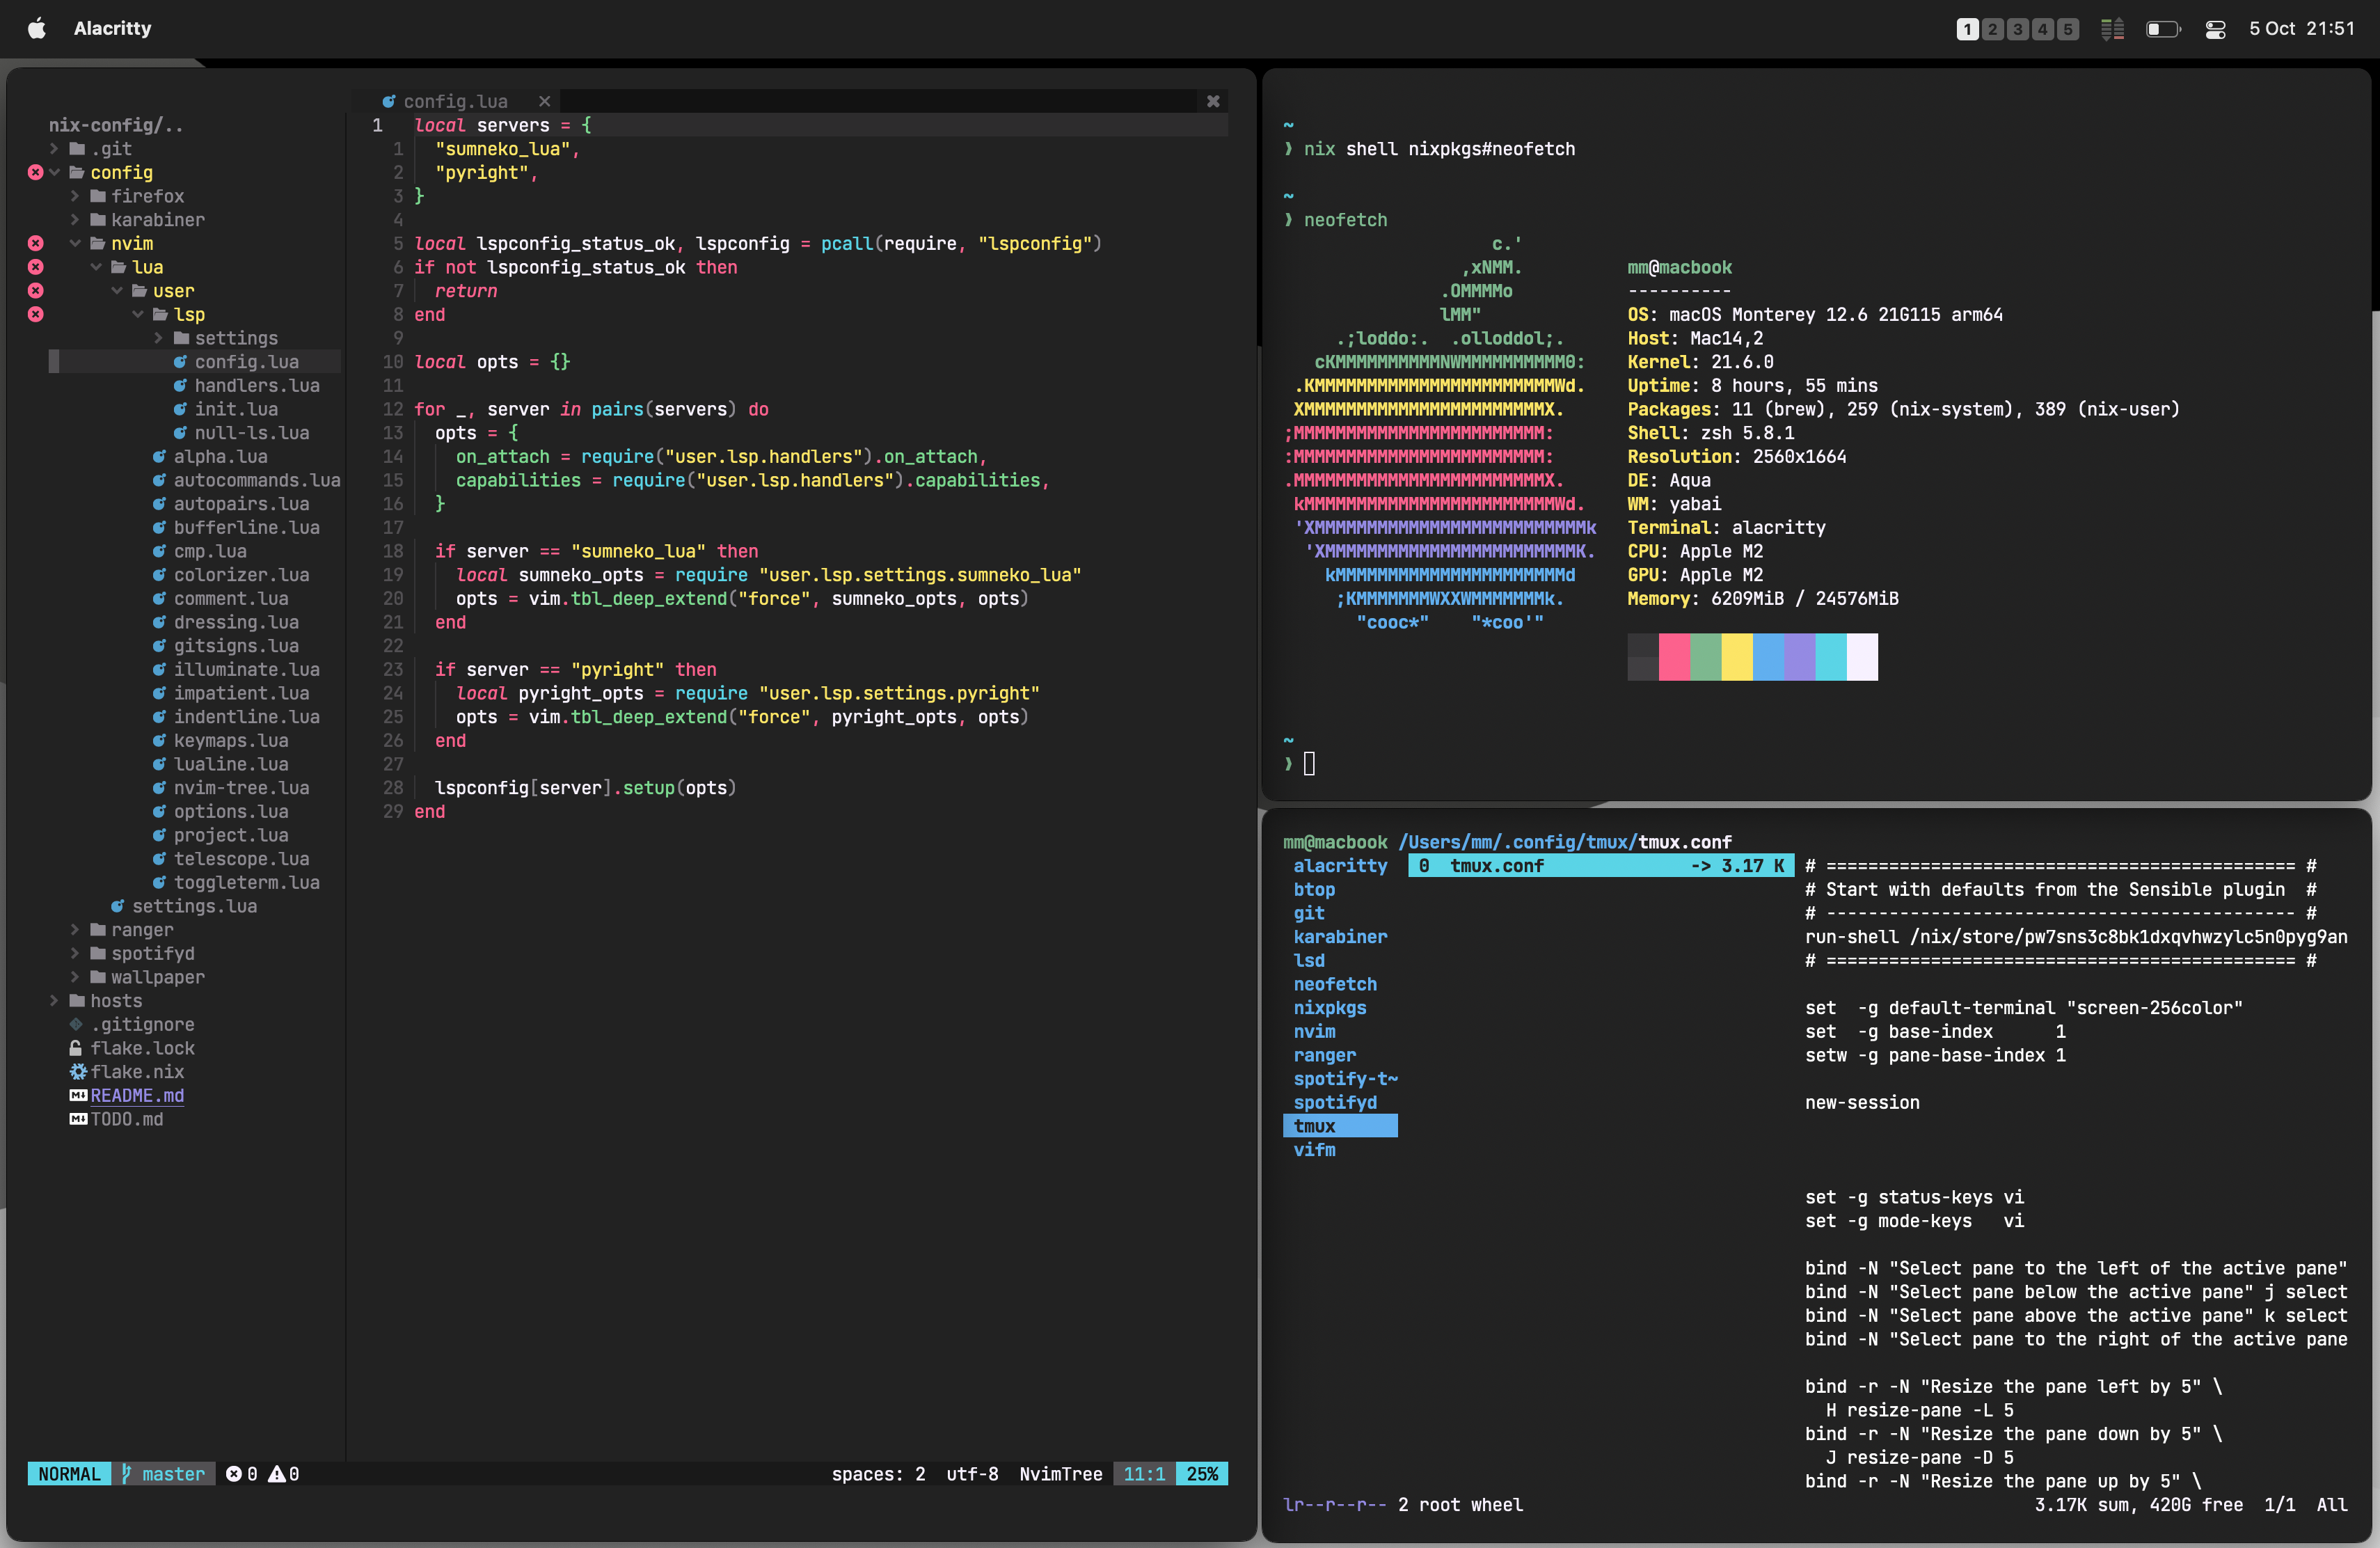 Alacritty
1 2 3 4 5
5 Oct 21:51
nix-config/..
.git
config
firefox
karabiner
nvim
lua
user
lsp
settings
config.lua
handlers.lua
init.lua
null-ls.lua
alpha.lua
autocommands.lua
autopairs.lua
bufferline.lua
cmp.lua
colorizer.lua
comment.lua
dressing.lua
gitsigns.lua
illuminate.lua
impatient.lua
indentline.lua
keymaps.lua
lualine.lua
nvim-tree.lua
options.lua
project.lua
telescope.lua
toggleterm.lua
settings.lua
ranger
spotifyd
wallpaper
hosts
.gitignore
flake.lock
flake.nix
README.md
TODO.md
config.lua
1 local servers = {
1 "sumneko_lua",
2 "pyright",
3 }
4
5 local lspconfig_status_ok, lspconfig = pcall(require, "lspconfig")
6 if not lspconfig_status_ok then
7 return
8 end
9
10 local opts = {}
11
12 for _, server in pairs(servers) do
13 opts = {
14 on_attach = require("user.lsp.handlers").on_attach,
15 capabilities = require("user.lsp.handlers").capabilities,
16 }
17
18 if server == "sumneko_lua" then
19 local sumneko_opts = require "user.lsp.settings.sumneko_lua"
20 opts = vim.tbl_deep_extend("force", sumneko_opts, opts)
21 end
22
23 if server == "pyright" then
24 local pyright_opts = require "user.lsp.settings.pyright"
25 opts = vim.tbl_deep_extend("force", pyright_opts, opts)
26 end
27
28 lspconfig[server].setup(opts)
29 end
NORMAL master 0 0 spaces: 2 utf-8 NvimTree 11:1 25%
~
❯ nix shell nixpkgs#neofetch
~
❯ neofetch
c.'
,xNMM.
.OMMMMo
lMM"
.;loddo:. .olloddol;.
cKMMMMMMMMMMNWMMMMMMMMMM0:
.KMMMMMMMMMMMMMMMMMMMMMMMWd.
XMMMMMMMMMMMMMMMMMMMMMMMX.
;MMMMMMMMMMMMMMMMMMMMMMMM:
:MMMMMMMMMMMMMMMMMMMMMMMM:
.MMMMMMMMMMMMMMMMMMMMMMMMX.
kMMMMMMMMMMMMMMMMMMMMMMMMWd.
'XMMMMMMMMMMMMMMMMMMMMMMMMMMk
'XMMMMMMMMMMMMMMMMMMMMMMMMK.
kMMMMMMMMMMMMMMMMMMMMMMd
;KMMMMMMMWXXWMMMMMMMk.
"cooc*" "*coo'"
mm@macbook
----------
OS: macOS Monterey 12.6 21G115 arm64
Host: Mac14,2
Kernel: 21.6.0
Uptime: 8 hours, 55 mins
Packages: 11 (brew), 259 (nix-system), 389 (nix-user)
Shell: zsh 5.8.1
Resolution: 2560x1664
DE: Aqua
WM: yabai
Terminal: alacritty
CPU: Apple M2
GPU: Apple M2
Memory: 6209MiB / 24576MiB
~
❯
mm@macbook /Users/mm/.config/tmux/tmux.conf
alacritty
btop
git
karabiner
lsd
neofetch
nixpkgs
nvim
ranger
spotify-t~
spotifyd
tmux
vifm
0 tmux.conf -> 3.17 K
# ============================================= #
# Start with defaults from the Sensible plugin #
# --------------------------------------------- #
run-shell /nix/store/pw7sns3c8bk1dxqvhwzylc5n0pyg9an
# ============================================= #
set -g default-terminal "screen-256color"
set -g base-index 1
setw -g pane-base-index 1
new-session
set -g status-keys vi
set -g mode-keys vi
bind -N "Select pane to the left of the active pane"
bind -N "Select pane below the active pane" j select
bind -N "Select pane above the active pane" k select
bind -N "Select pane to the right of the active pane
bind -r -N "Resize the pane left by 5" \
H resize-pane -L 5
bind -r -N "Resize the pane down by 5" \
J resize-pane -D 5
bind -r -N "Resize the pane up by 5" \
lr--r--r-- 2 root wheel 3.17K sum, 420G free 1/1 All